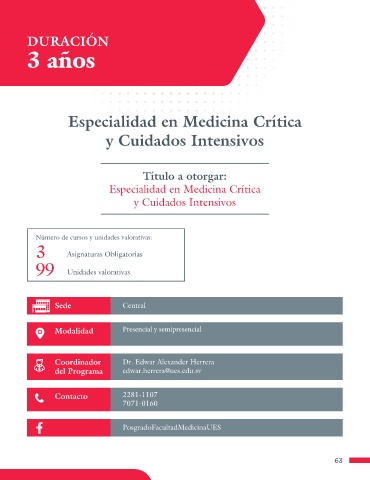 DURACIÓN
3 años
Especialidad en Medicina Crítica
y Cuidados Intensivos
Título a otorgar:
Especialidad en Medicina Crítica
y Cuidados Intensivos
Número de cursos y unidades valorativas:
3 Asignaturas Obligatorias
99 Unidades valorativas
Sede Central
Modalidad Presencial y semipresencial
Coordinador Dr. Edwar Alexander Herrera
del Programa edwar.herrera@ues.edu.sv
Contacto 2281-1107
7071-0160
PosgradoFacultadMedicinaUES
63